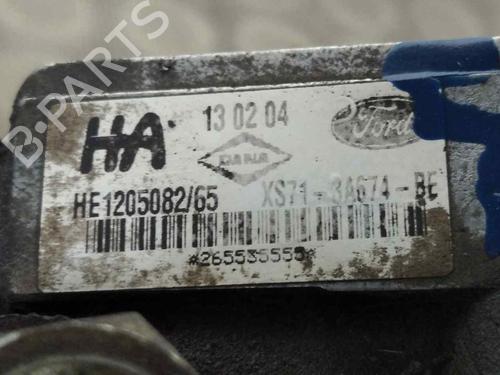 B-PARTS
HA
13 02 04
DANA
Ford
HE1205082/65
XS71-3A674-BE
*265535555*